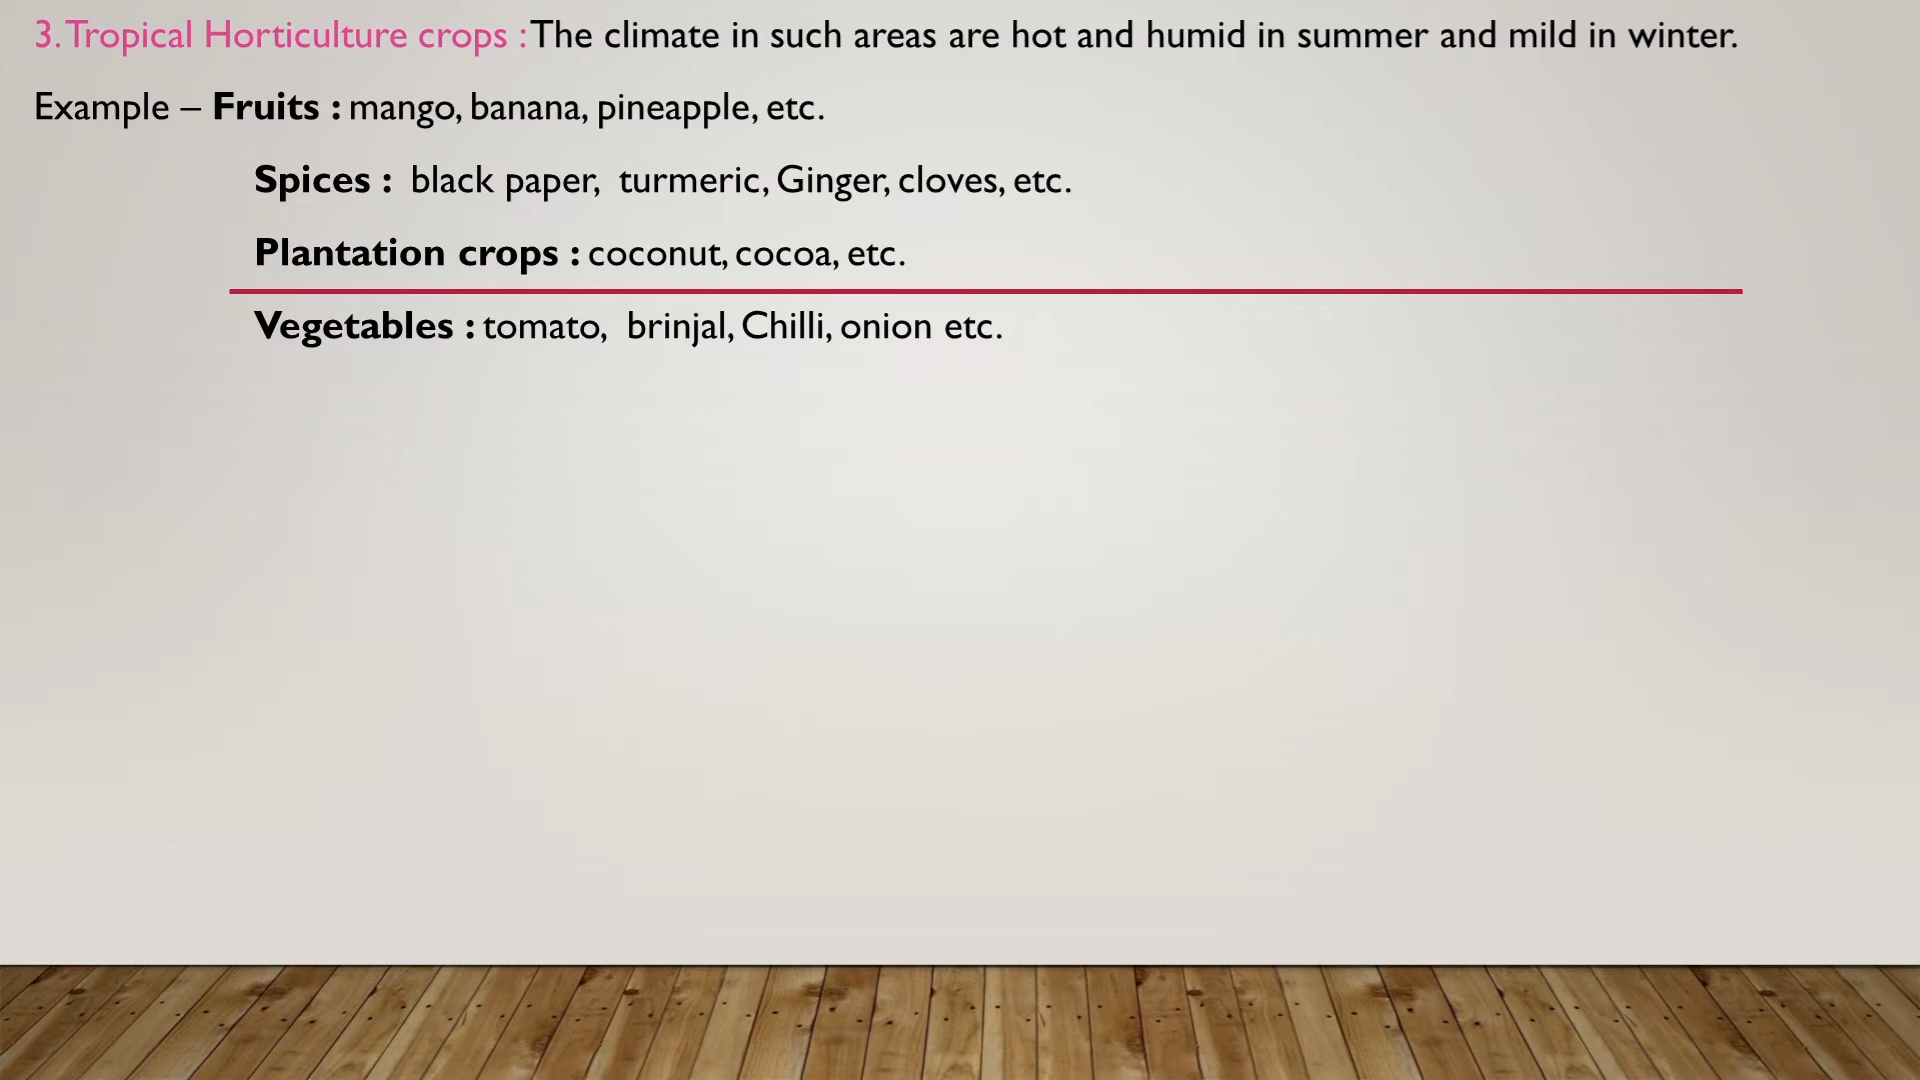 3. Tropical Horticulture crops : The climate in such areas are hot and humid in summer and mild in winter.
Example – Fruits : mango, banana, pineapple, etc.
Spices : black paper, turmeric, Ginger, cloves, etc.
Plantation crops : coconut, cocoa, etc.
Vegetables : tomato, brinjal, Chilli, onion etc.